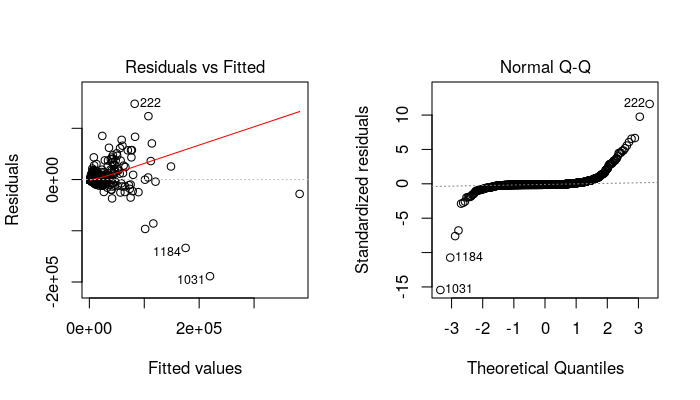 Residuals vs Fitted
Residuals
0e+00
-2e+05
222
1184
1031
0e+00
2e+05
Fitted values
Normal Q-Q
Standardized residuals
10
5
0
-5
-15
222
1184
1031
-3
-2
-1
0
1
2
3
Theoretical Quantiles